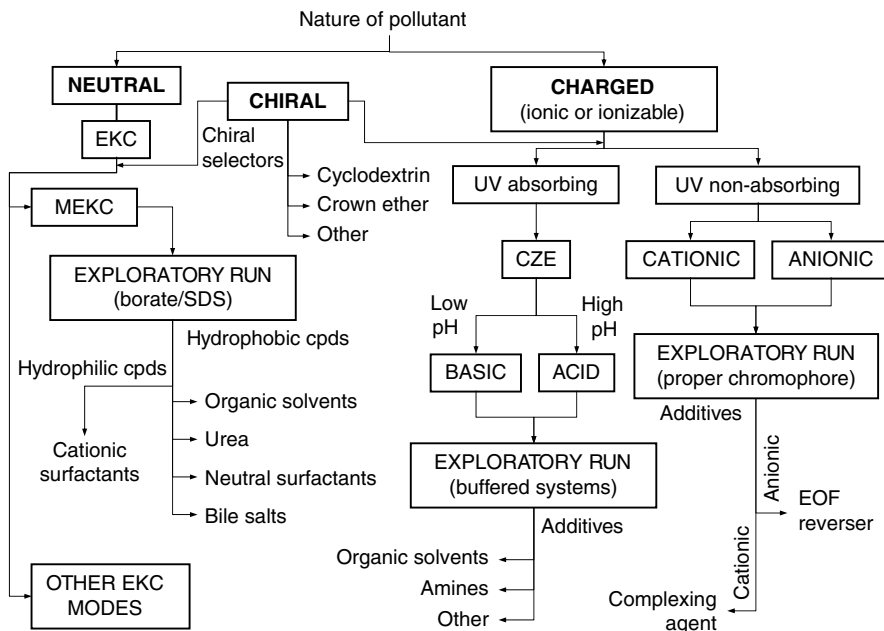 Nature of pollutant
NEUTRAL
CHIRAL
CHARGED
(ionic or ionizable)
EKC
Chiral
selectors
Cyclodextrin
Crown ether
Other
UV absorbing
UV non-absorbing
MEKC
CZE
CATIONIC
ANIONIC
EXPLORATORY RUN
(borate/SDS)
Low
pH
High
pH
Hydrophobic cpds
Hydrophilic cpds
BASIC
ACID
EXPLORATORY RUN
(proper chromophore)
Organic solvents
Urea
Neutral surfactants
Bile salts
Cationic
surfactants
EXPLORATORY RUN
(buffered systems)
Additives
Anionic
EOF
reverser
Additives
Organic solvents
Amines
Other
Cationic
Complexing
agent
OTHER EKC
MODES